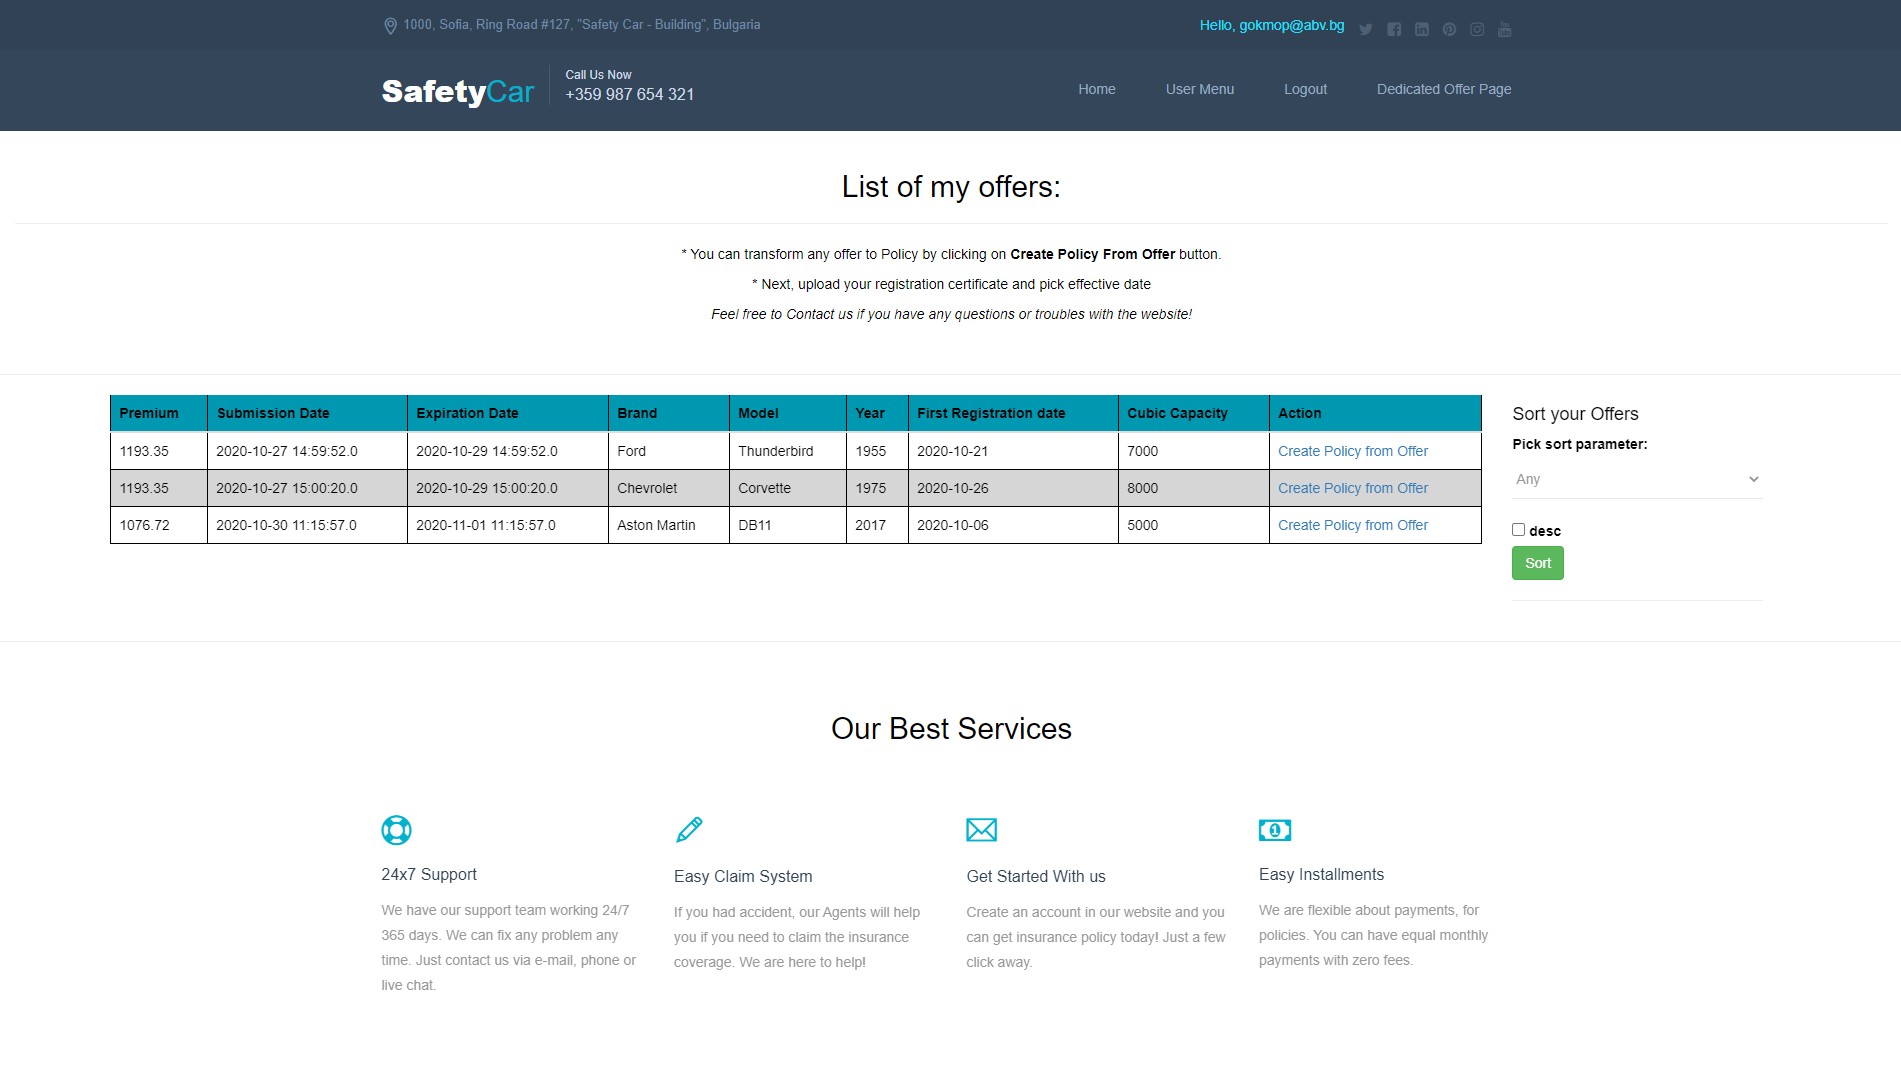 1000, Sofia, Ring Road #127, "Safety Car - Building", Bulgaria
Hello, gokmop@abv.bg
SafetyCar
Call Us Now
+359 987 654 321
Home User Menu Logout Dedicated Offer Page
List of my offers:
* You can transform any offer to Policy by clicking on Create Policy From Offer button.
* Next, upload your registration certificate and pick effective date
Feel free to Contact us if you have any questions or troubles with the website!
Premium Submission Date Expiration Date Brand Model Year First Registration date Cubic Capacity Action
1193.35 2020-10-27 14:59:52.0 2020-10-29 14:59:52.0 Ford Thunderbird 1955 2020-10-21 7000 Create Policy from Offer
1193.35 2020-10-27 15:00:20.0 2020-10-29 15:00:20.0 Chevrolet Corvette 1975 2020-10-26 8000 Create Policy from Offer
1076.72 2020-10-30 11:15:57.0 2020-11-01 11:15:57.0 Aston Martin DB11 2017 2020-10-06 5000 Create Policy from Offer
Sort your Offers
Pick sort parameter:
Any
desc
Sort
Our Best Services
24x7 Support
We have our support team working 24/7
365 days. We can fix any problem any
time. Just contact us via e-mail, phone or
live chat.
Easy Claim System
If you had accident, our Agents will help
you if you need to claim the insurance
coverage. We are here to help!
Get Started With us
Create an account in our website and you
can get insurance policy today! Just a few
click away.
Easy Installments
We are flexible about payments, for
policies. You can have equal monthly
payments with zero fees.